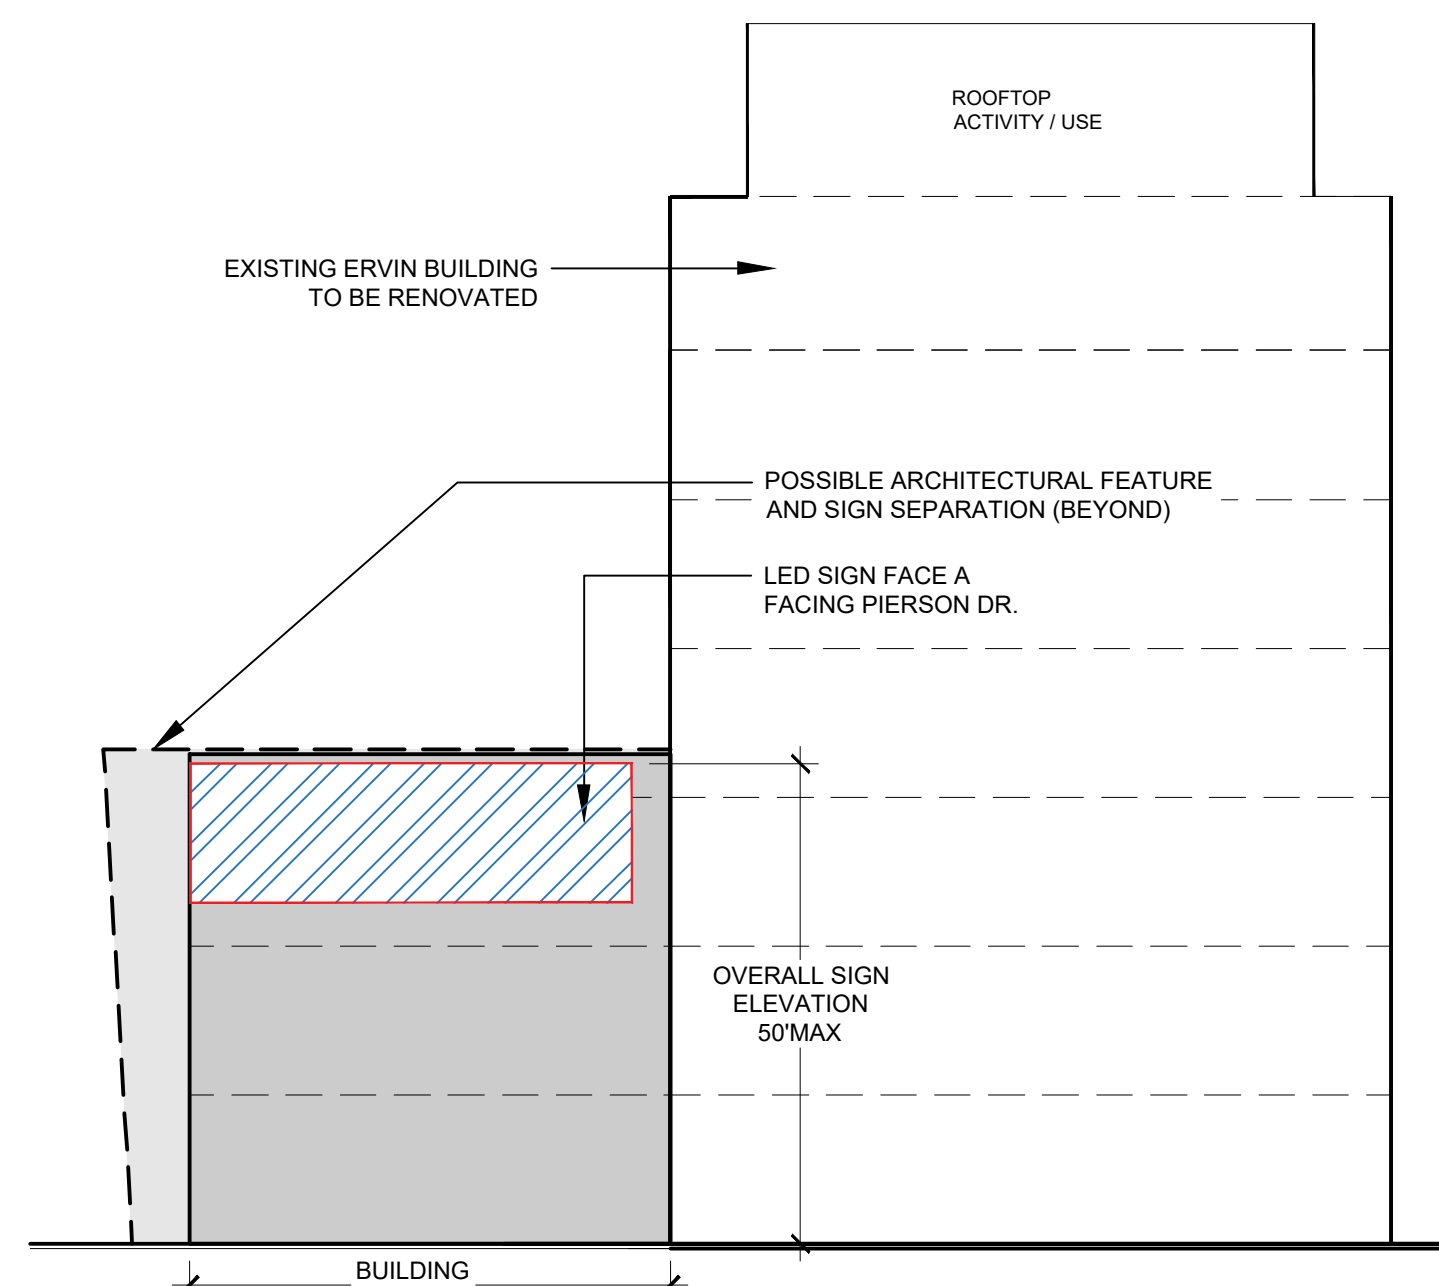 ROOFTOP
ACTIVITY / USE
EXISTING ERVIN BUILDING
TO BE RENOVATED
POSSIBLE ARCHITECTURAL FEATURE
AND SIGN SEPARATION (BEYOND)
LED SIGN FACE A
FACING PIERSON DR.
OVERALL SIGN
ELEVATION
50'MAX
BUILDING